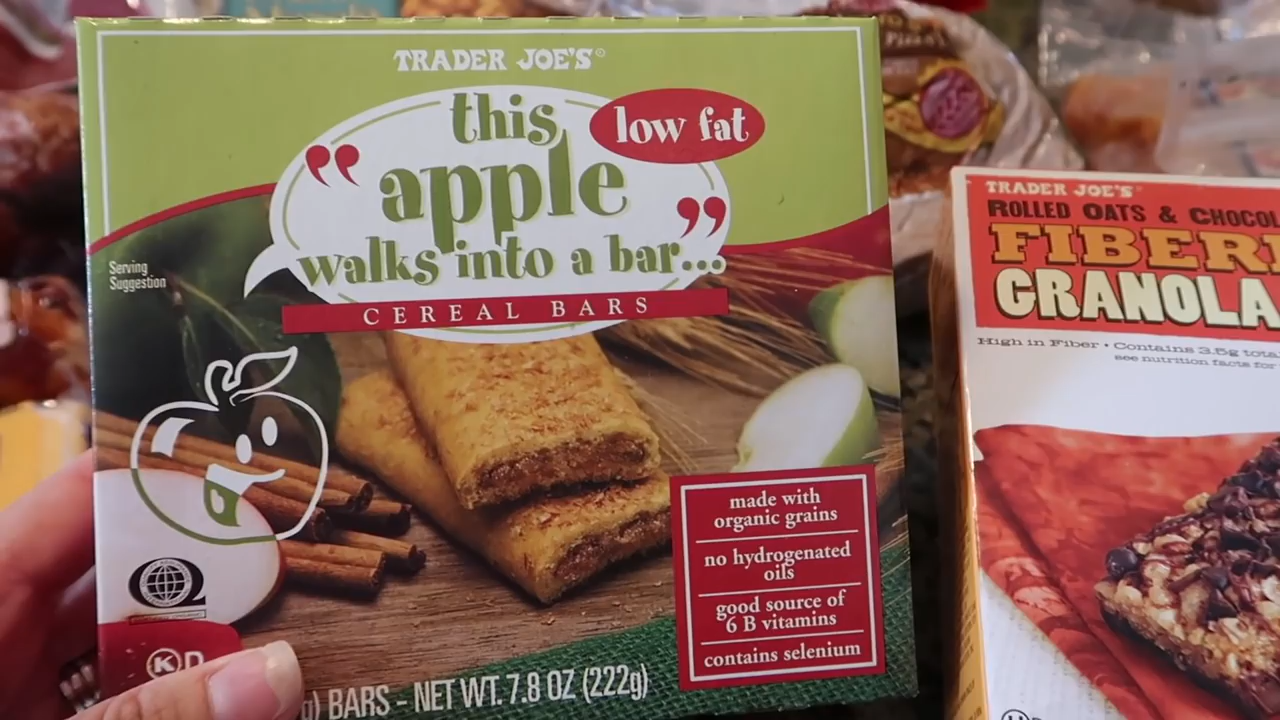 TRADER JOE'S
this
low fat
"apple
walks into a bar..."
CEREAL BARS
Serving
Suggestion
made with
organic grains
no hydrogenated
oils
good source of
6 B vitamins
contains selenium
Q
K D
g) BARS - NET WT. 7.8 OZ (222g)
TRADER JOE'S
ROLLED OATS & CHOCOL
FIBER
GRANOLA
High in Fiber • Contains 3.5g tota
see nutrition facts for